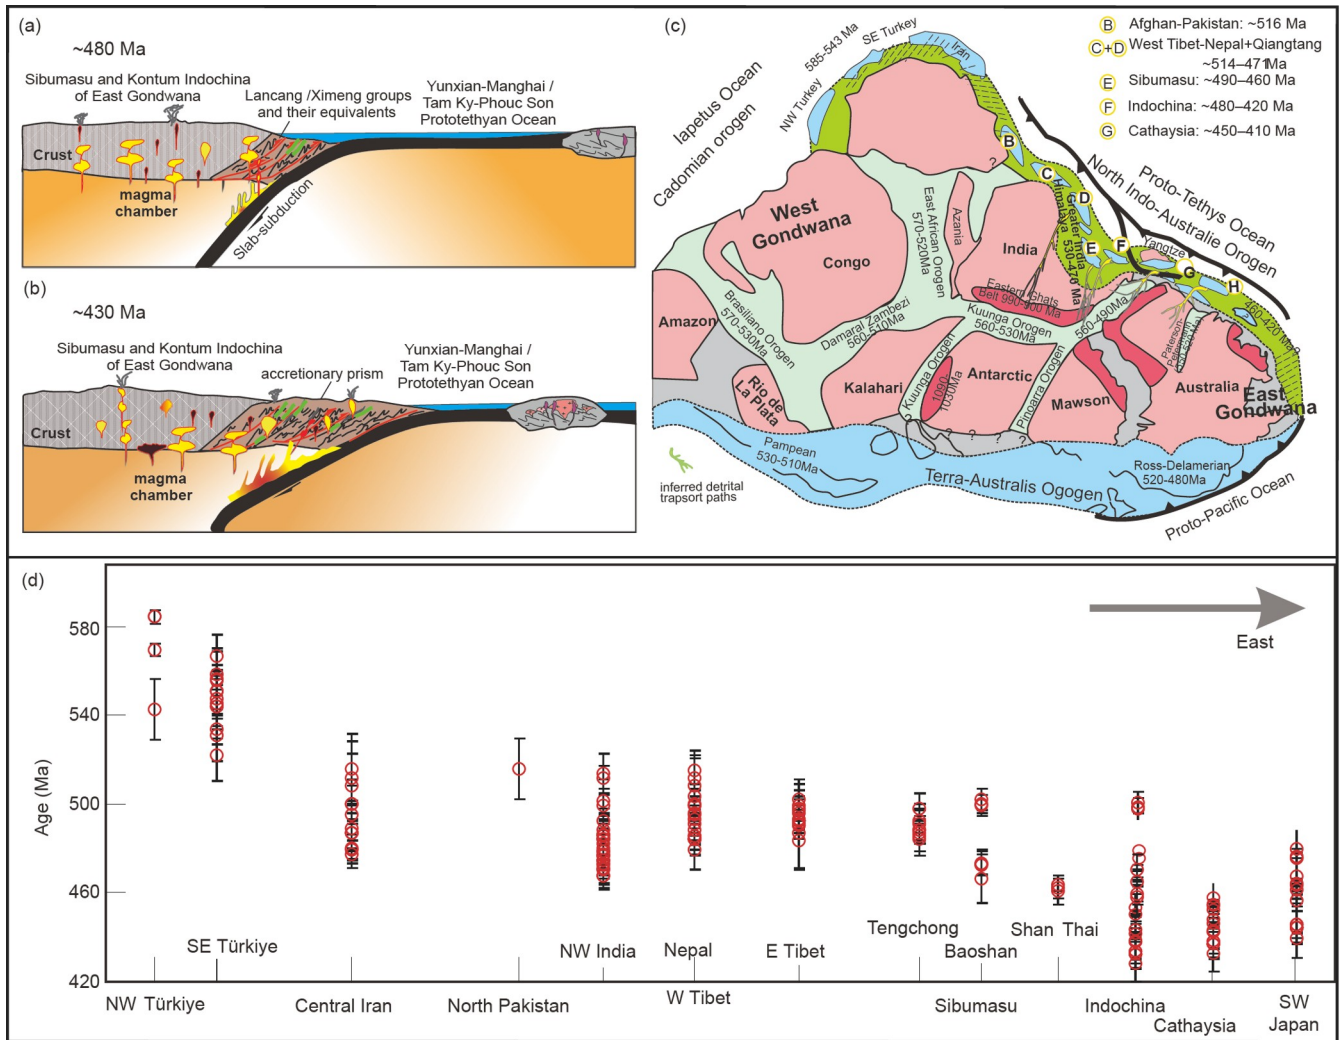 (a)
~480 Ma
Sibumasu and Kontum Indochina
of East Gondwana
Lancang /Ximeng groups
and their equivalents
Yunxian-Manghai /
Tam Ky-Phouc Son
Prototethyan Ocean
Crust
magma
chamber
Slab-subduction
(b)
~430 Ma
Sibumasu and Kontum Indochina
of East Gondwana
accretionary prism
Yunxian-Manghai /
Tam Ky-Phouc Son
Prototethyan Ocean
Crust
magma
chamber
(c)
B Afghan-Pakistan: ~516 Ma
C+D West Tibet-Nepal+Qiangtang
~514–471Ma
E Sibumasu: ~490–460 Ma
F Indochina: ~480–420 Ma
G Cathaysia: ~450–410 Ma
Iapetus Ocean
Cadomian orogen
585-543 Ma
SE Turkey
Iran
NW Turkey
Proto-Tethys Ocean
North Indo-Australie Orogen
B
?
C
D
E
F
Yangtze
G
H
Himalaya
Greater India
530-470 Ma
West
Gondwana
Congo
East African Orogen
570-520Ma
Azania
India
Eastern Ghats
Belt 990-900 Ma
Amazon
Brasiliano Orogen
570-530Ma
Damaral Zambezi
560-510Ma
Kuunga Orogen
560-530Ma
560-490Ma
Paterson-
460-420 Ma?
Rio de
La Plata
Kalahari
Kuunga Orogen
1090-
1030Ma
Antarctic
Pinoarra Orogen
Mawson
Australia
East
Gondwana
?
? ? ?
inferred detrital
trapsort paths
Pampean
530-510Ma
Terra-Australis Ogogen
Ross-Delamerian
520-480Ma
Proto-Pacific Ocean
(d)
East
Age (Ma)
580
540
500
460
420
NW Türkiye
SE Türkiye
Central Iran
North Pakistan
NW India
Nepal
W Tibet
E Tibet
Tengchong
Baoshan
Sibumasu
Shan Thai
Indochina
Cathaysia
SW
Japan